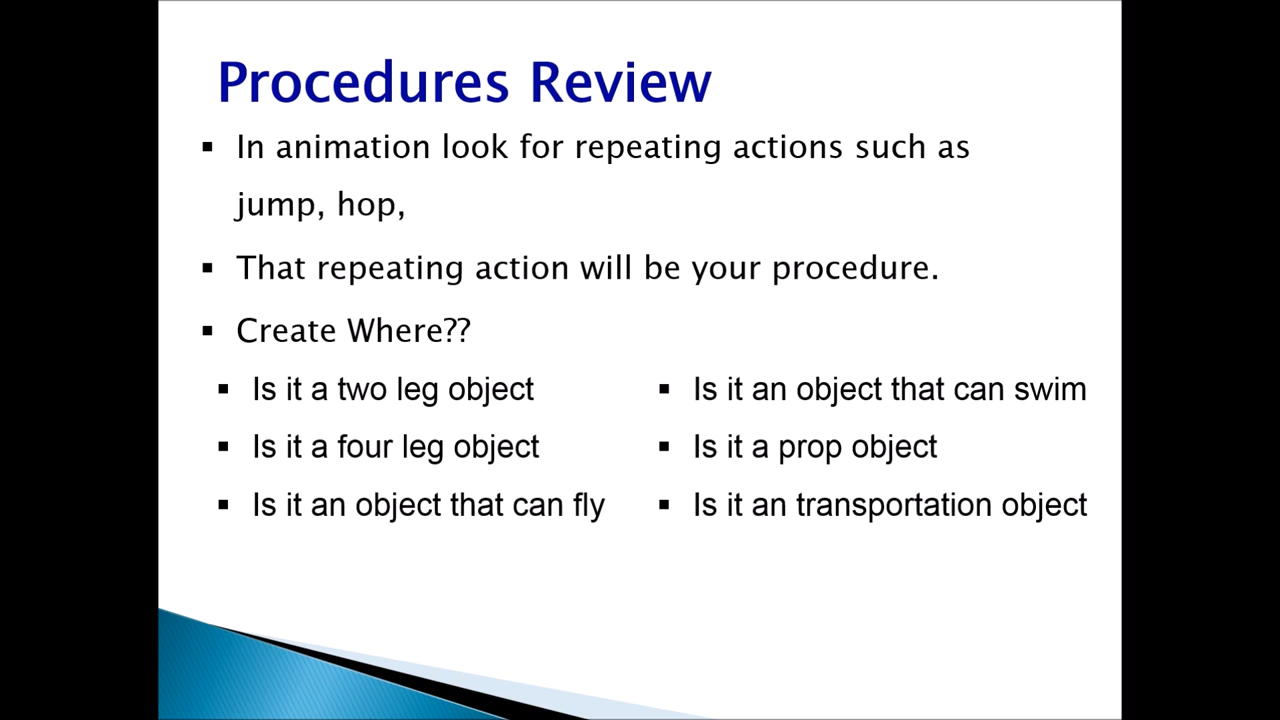 Procedures Review
▪ In animation look for repeating actions such as
jump, hop,
▪ That repeating action will be your procedure.
▪ Create Where??
▪ Is it a two leg object
▪ Is it a four leg object
▪ Is it an object that can fly
▪ Is it an object that can swim
▪ Is it a prop object
▪ Is it an transportation object